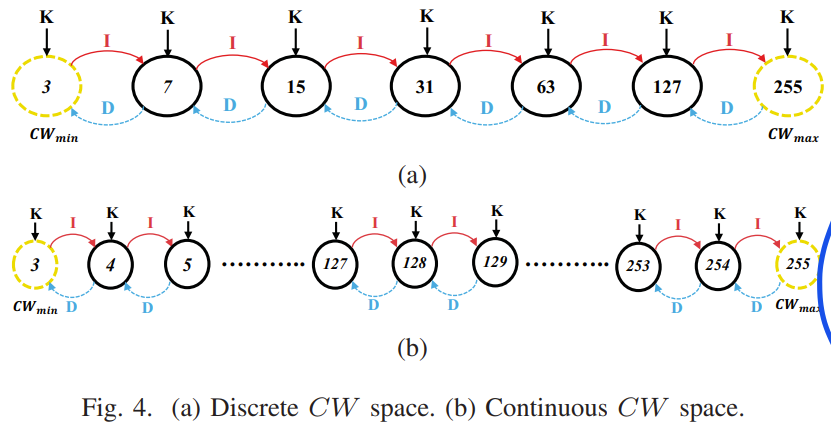 K K K K K K K
I I I I I I
3 7 15 31 63 127 255
D D D D D D
CWmin CWmax
(a)
K K K K K K K K K
I I I I I I
3 4 5 ........... 127 128 129 ........... 253 254 255
D D D D D D
CWmin CWmax
(b)
Fig. 4. (a) Discrete CW space. (b) Continuous CW space.